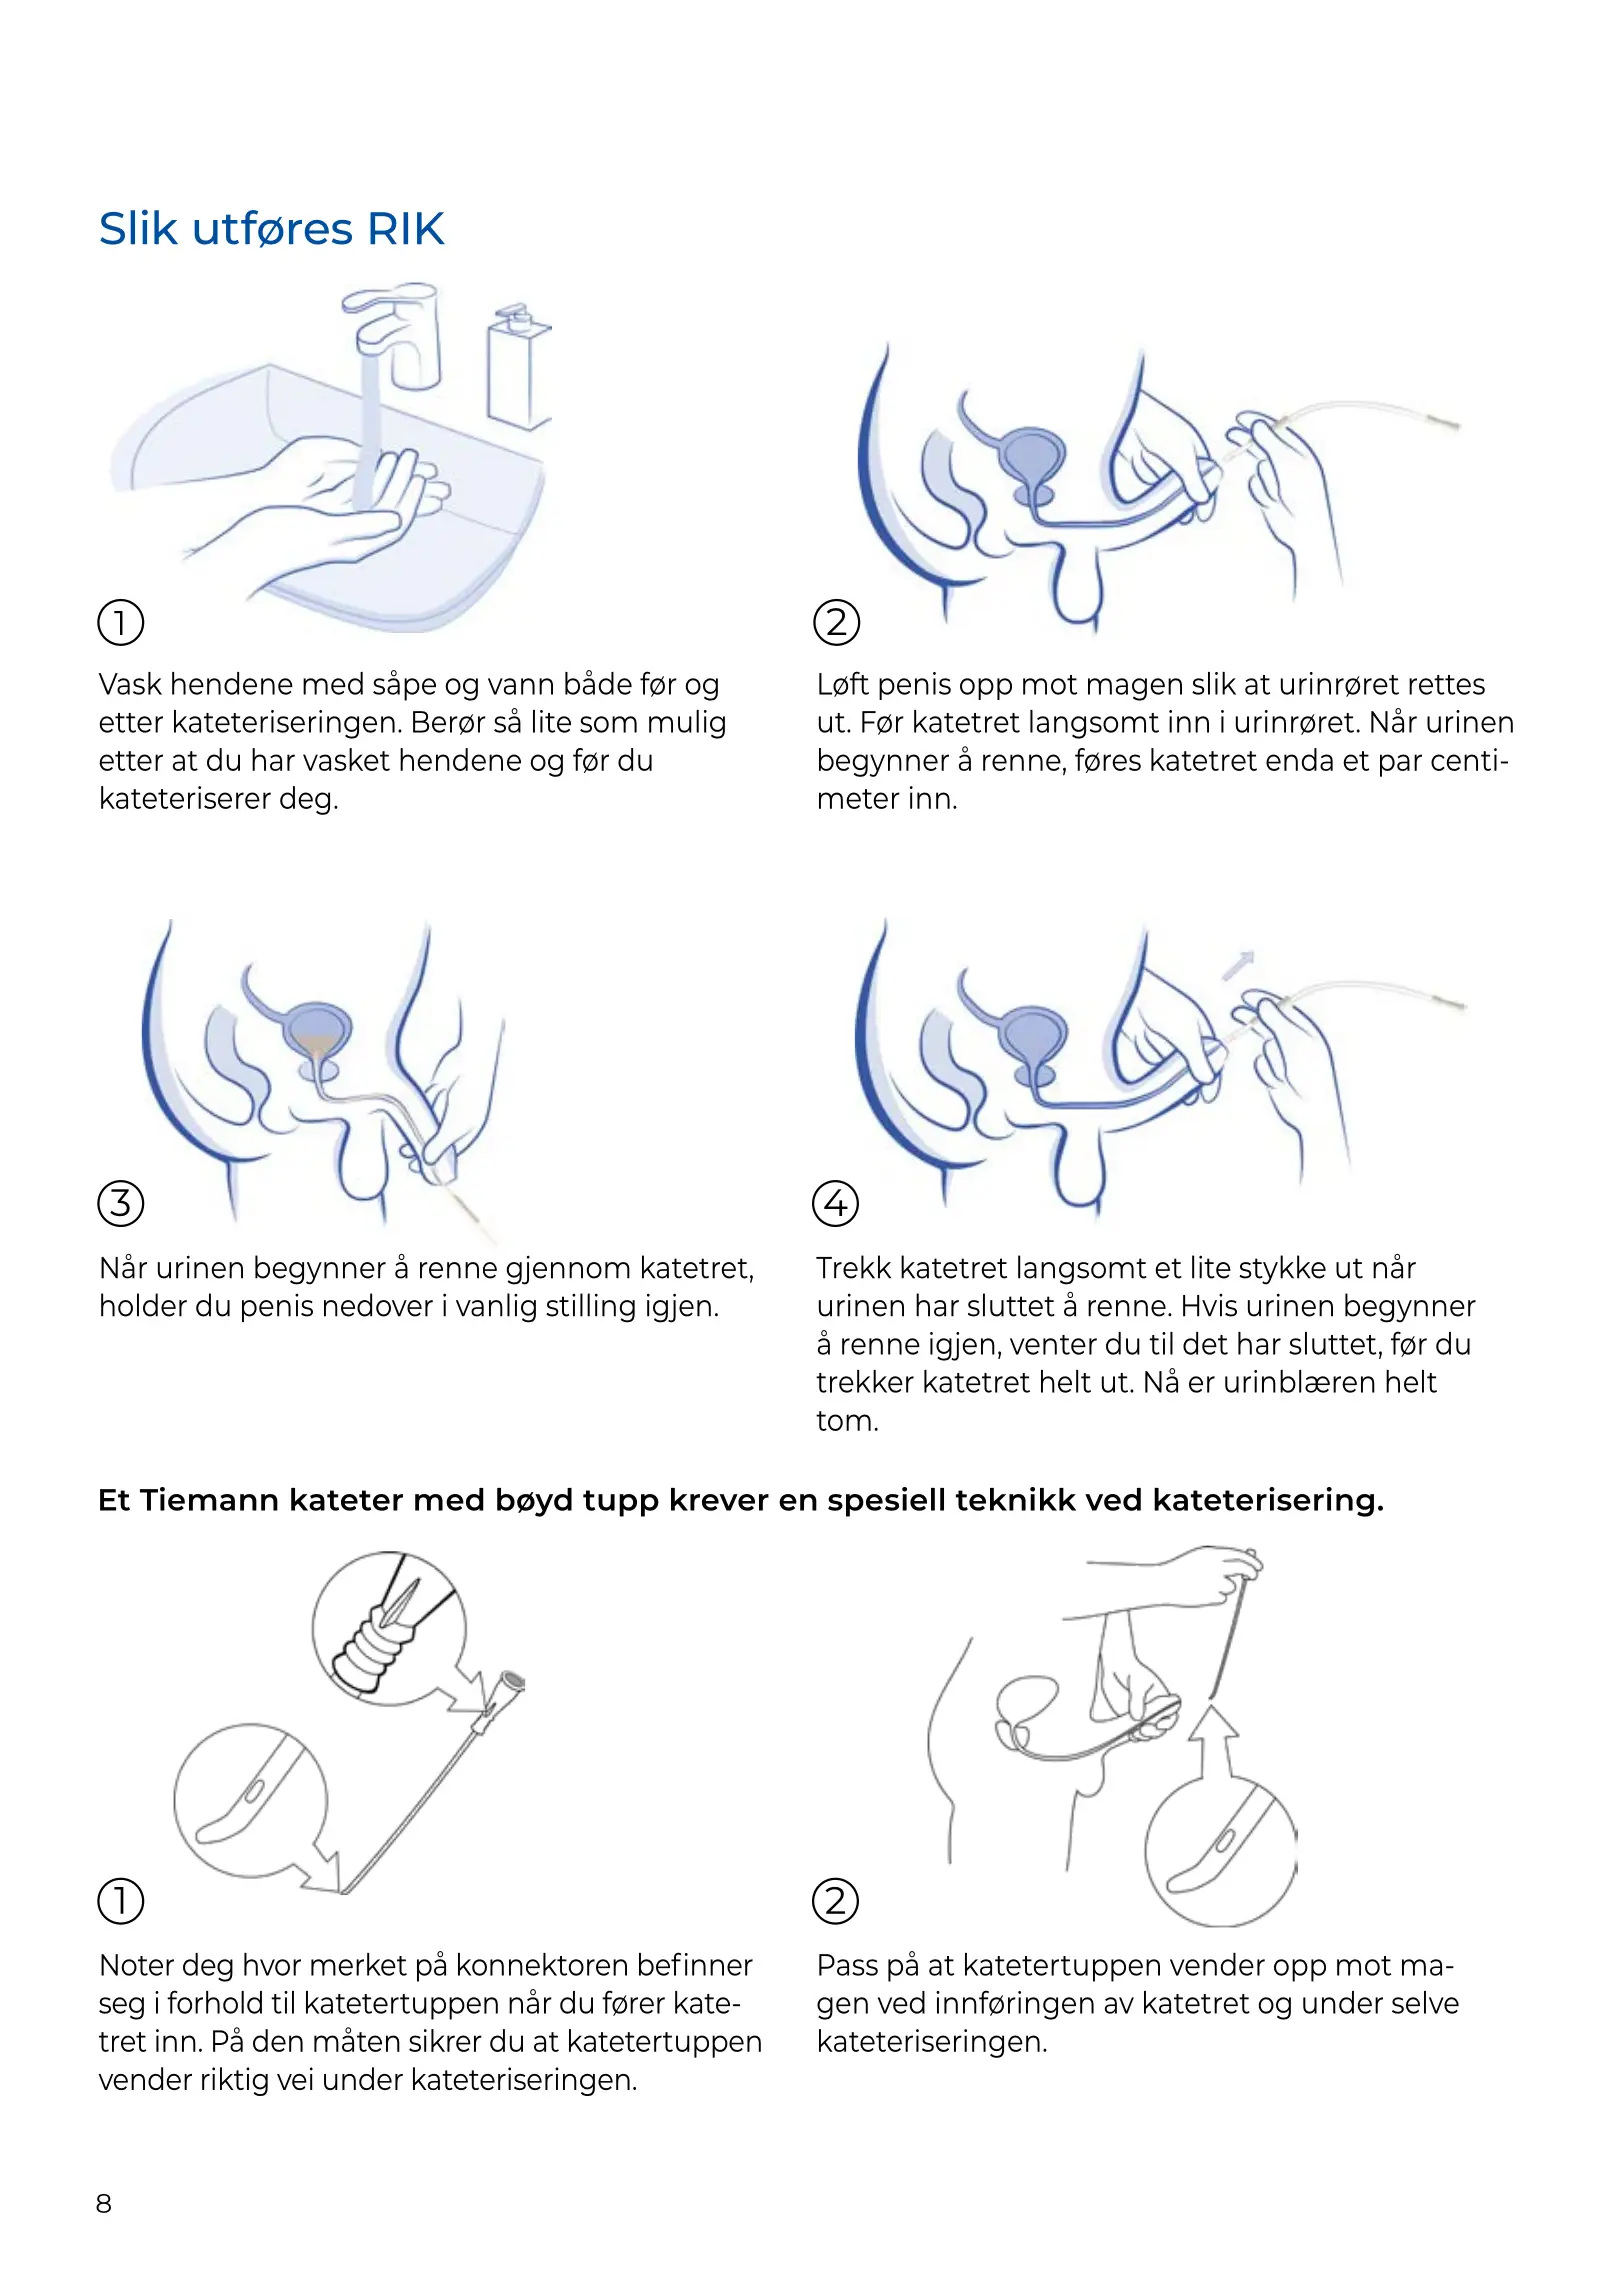 Slik utføres RIK
1
Vask hendene med såpe og vann både før og
etter kateteriseringen. Berør så lite som mulig
etter at du har vasket hendene og før du
kateteriserer deg.
2
Løft penis opp mot magen slik at urinrøret rettes
ut. Før katetret langsomt inn i urinrøret. Når urinen
begynner å renne, føres katetret enda et par centi-
meter inn.
3
Når urinen begynner å renne gjennom katetret,
holder du penis nedover i vanlig stilling igjen.
4
Trekk katetret langsomt et lite stykke ut når
urinen har sluttet å renne. Hvis urinen begynner
å renne igjen, venter du til det har sluttet, før du
trekker katetret helt ut. Nå er urinblæren helt
tom.
Et Tiemann kateter med bøyd tupp krever en spesiell teknikk ved kateterisering.
1
Noter deg hvor merket på konnektoren befinner
seg i forhold til katetertuppen når du fører kate-
tret inn. På den måten sikrer du at katetertuppen
vender riktig vei under kateteriseringen.
2
Pass på at katetertuppen vender opp mot ma-
gen ved innføringen av katetret og under selve
kateteriseringen.
8